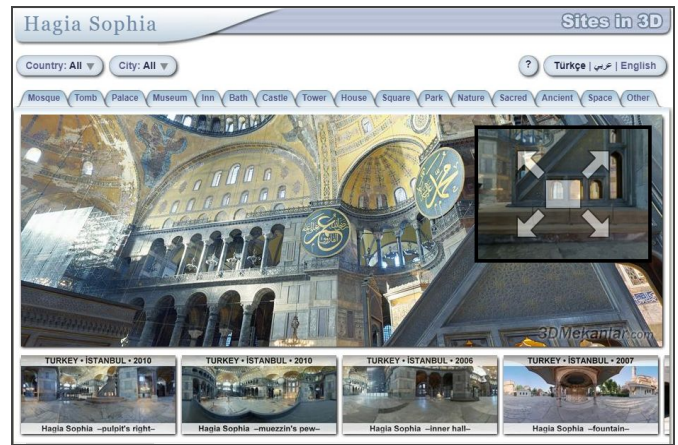 Hagia Sophia
Sites in 3D
Country: All ▼ City: All ▼ ? Türkçe | عربي | English
Mosque Tomb Palace Museum Inn Bath Castle Tower House Square Park Nature Sacred Ancient Space Other
محمد
3DMekanlar.com
TURKEY • İSTANBUL • 2010
Hagia Sophia –pulpit's right–
TURKEY • İSTANBUL • 2010
Hagia Sophia –muezzin's pew–
TURKEY • İSTANBUL • 2006
Hagia Sophia –inner hall–
TURKEY • İSTANBUL • 2007
Hagia Sophia –fountain–